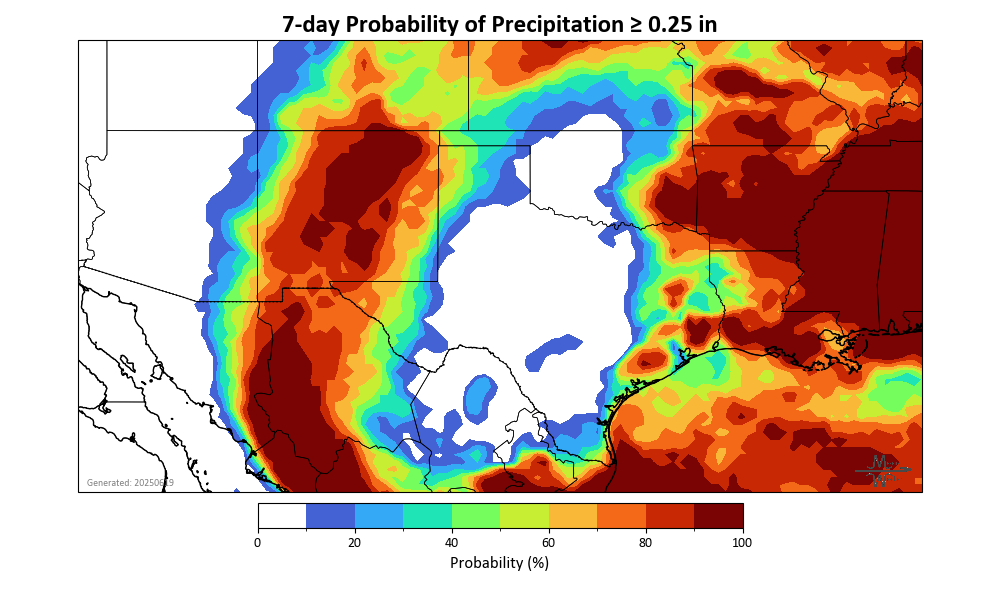 7-day Probability of Precipitation ≥ 0.25 in
Generated: 20250619
0 20 40 60 80 100
Probability (%)